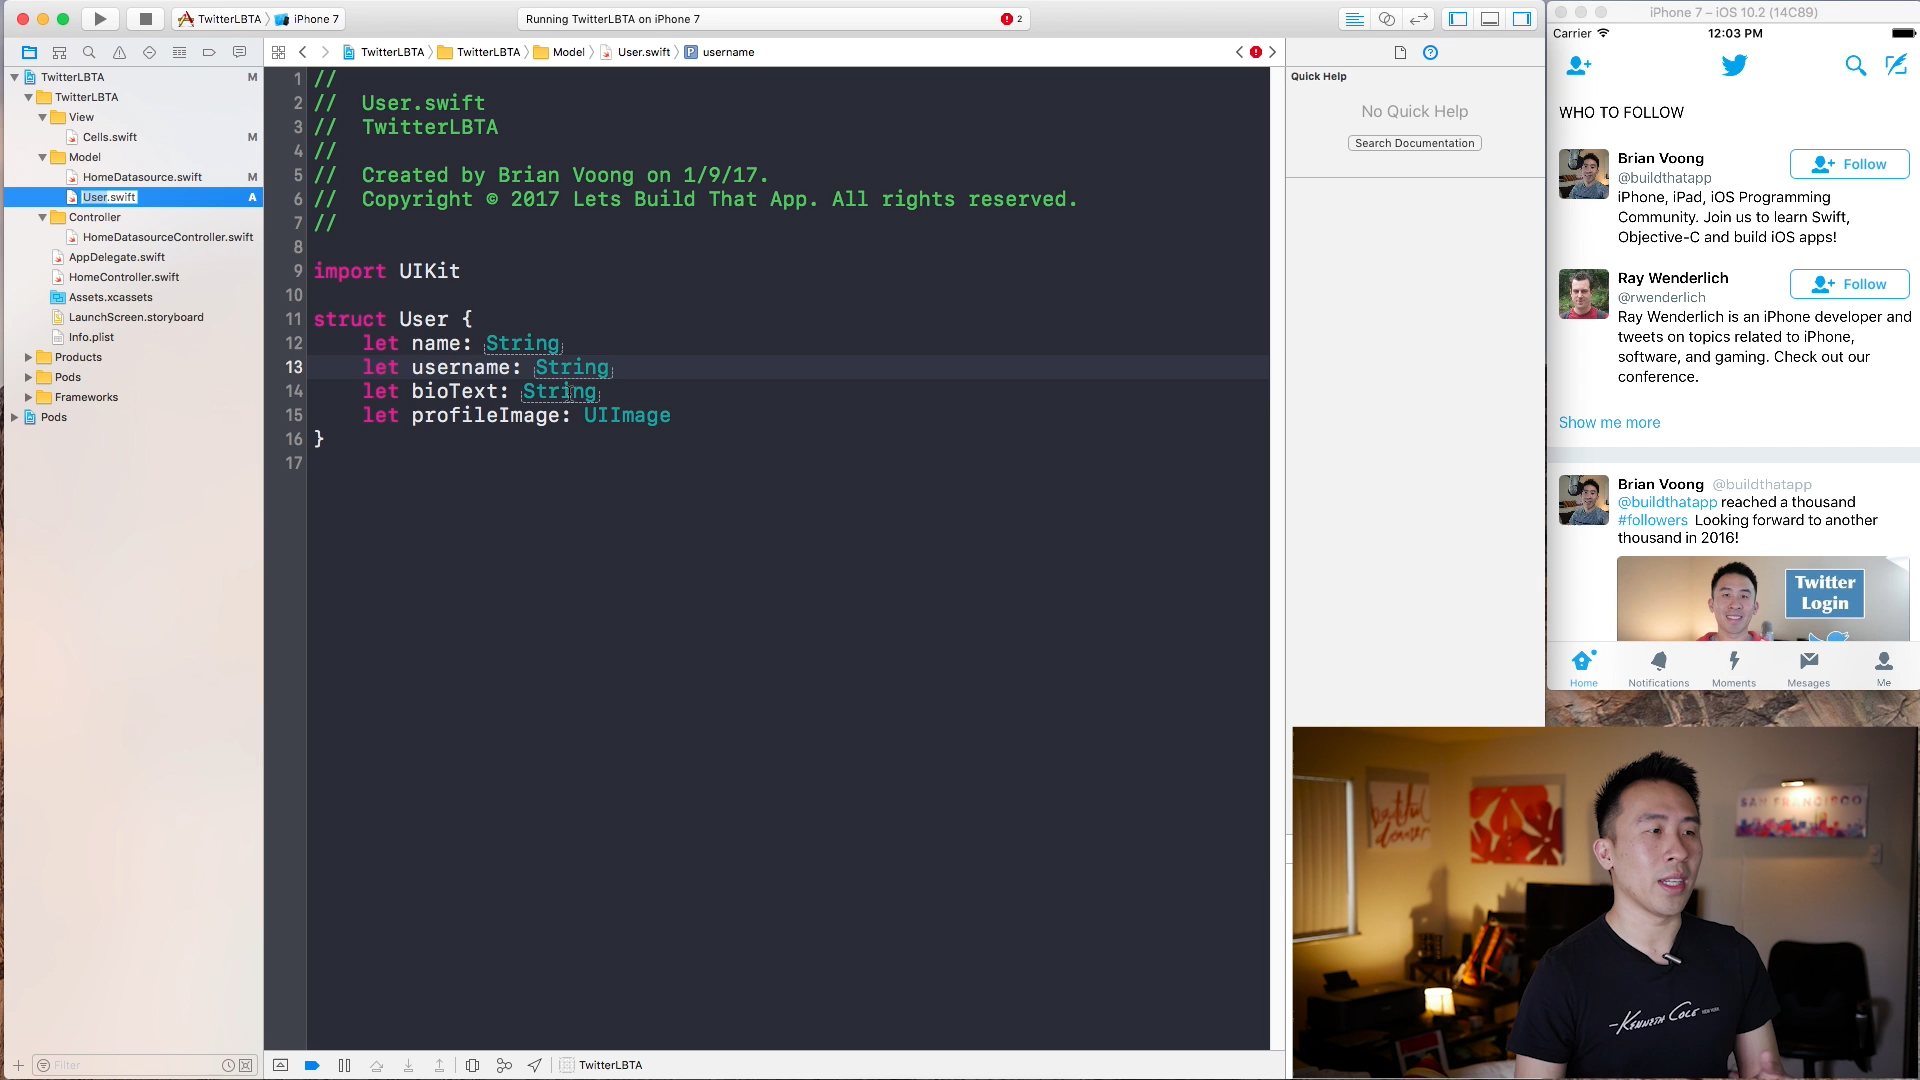 TwitterLBTA
iPhone 7
Running TwitterLBTA on iPhone 7
2
iPhone 7 – iOS 10.2 (14C89)
TwitterLBTA
TwitterLBTA
Model
User.swift
P
username
Carrier
12:03 PM
TwitterLBTA M
TwitterLBTA
View
Cells.swift M
Model
HomeDatasource.swift M
User.swift A
Controller
HomeDatasourceController.swift
AppDelegate.swift
HomeController.swift
Assets.xcassets
LaunchScreen.storyboard
Info.plist
Products
Pods
Frameworks
Pods
Filter
1 //
2 //  User.swift
3 //  TwitterLBTA
4 //
5 //  Created by Brian Voong on 1/9/17.
6 //  Copyright © 2017 Lets Build That App. All rights reserved.
7 //
8
9 import UIKit
10
11 struct User {
12     let name: String
13     let username: String
14     let bioText: String
15     let profileImage: UIImage
16 }
17
TwitterLBTA
Quick Help
No Quick Help
Search Documentation
WHO TO FOLLOW
Brian Voong
@buildthatapp
Follow
iPhone, iPad, iOS Programming
Community. Join us to learn Swift,
Objective-C and build iOS apps!
Ray Wenderlich
@rwenderlich
Follow
Ray Wenderlich is an iPhone developer and
tweets on topics related to iPhone,
software, and gaming. Check out our
conference.
Show me more
Brian Voong @buildthatapp
@buildthatapp reached a thousand
#followers Looking forward to another
thousand in 2016!
Twitter
Login
Home
Notifications
Moments
Mesages
Me
beautiful
SAN FRANCISCO
KENNETH COLE NEW YORK